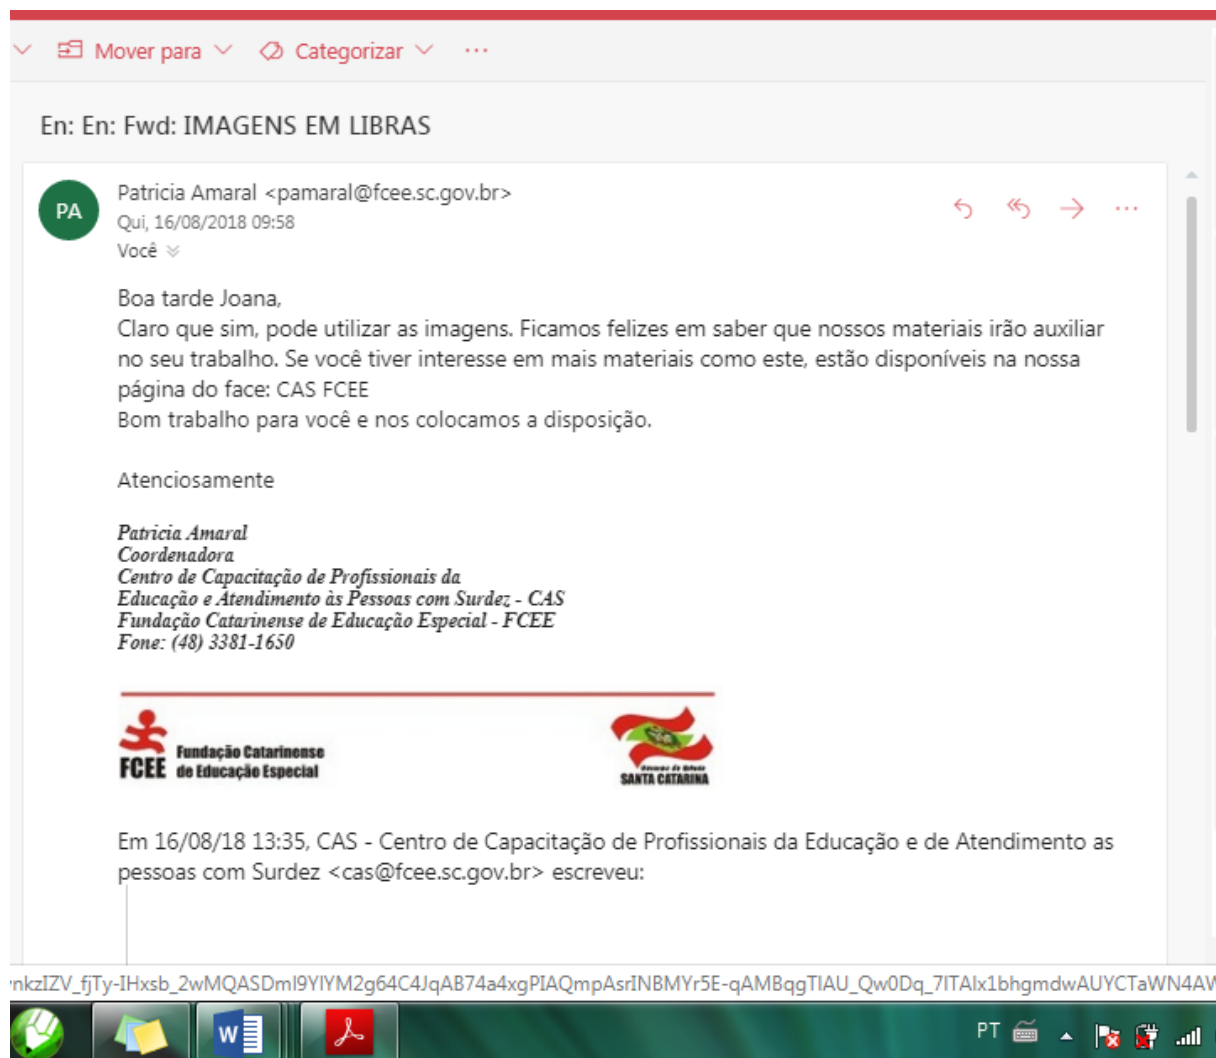 Mover para
Categorizar
En: En: Fwd: IMAGENS EM LIBRAS
PA
Patricia Amaral <pamaral@fcee.sc.gov.br>
Qui, 16/08/2018 09:58
Você
Boa tarde Joana,
Claro que sim, pode utilizar as imagens. Ficamos felizes em saber que nossos materiais irão auxiliar
no seu trabalho. Se você tiver interesse em mais materiais como este, estão disponíveis na nossa
página do face: CAS FCEE
Bom trabalho para você e nos colocamos a disposição.
Atenciosamente
Patricia Amaral
Coordenadora
Centro de Capacitação de Profissionais da
Educação e Atendimento às Pessoas com Surdez - CAS
Fundação Catarinense de Educação Especial - FCEE
Fone: (48) 3381-1650
Fundação Catarinense
FCEE de Educação Especial
Governo do Estado
SANTA CATARINA
Em 16/08/18 13:35, CAS - Centro de Capacitação de Profissionais da Educação e de Atendimento as
pessoas com Surdez <cas@fcee.sc.gov.br> escreveu:
W
PT